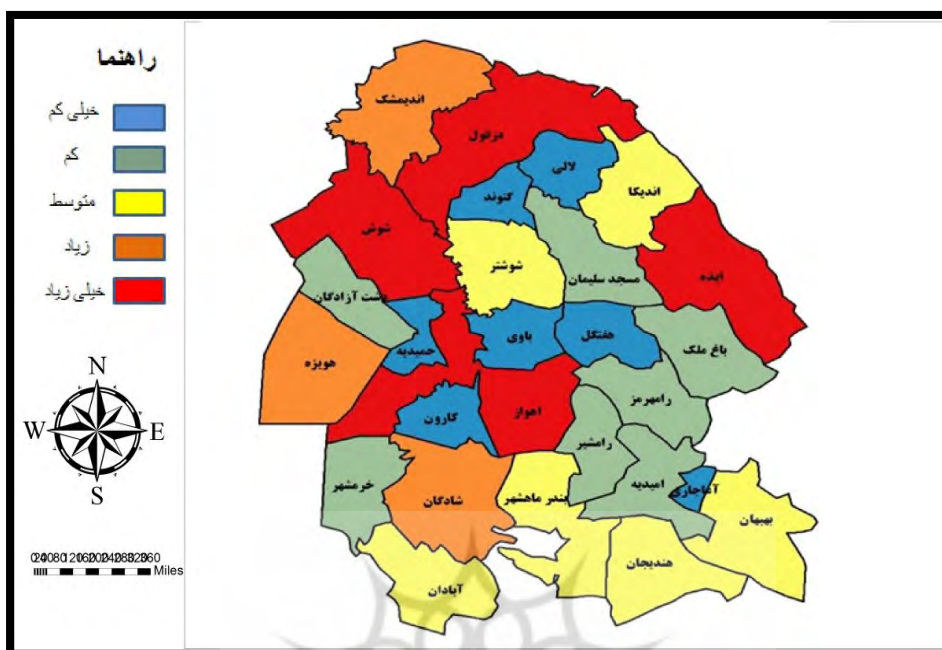 راهنما
خیلی کم
کم
متوسط
زیاد
خیلی زیاد
N
W E
S
Miles
اندیمشک
دزفول
لالی
اندیکا
گتوند
شوش
شوشتر
مسجد سلیمان
ایذه
دشت آزادگان
حمیدیه
باوی
هفتگل
باغ ملک
هویزه
رامهرمز
کارون
اهواز
رامشیر
خرمشهر
شادگان
بندر ماهشهر
امیدیه
آغاجاری
بهبهان
هندیجان
آبادان